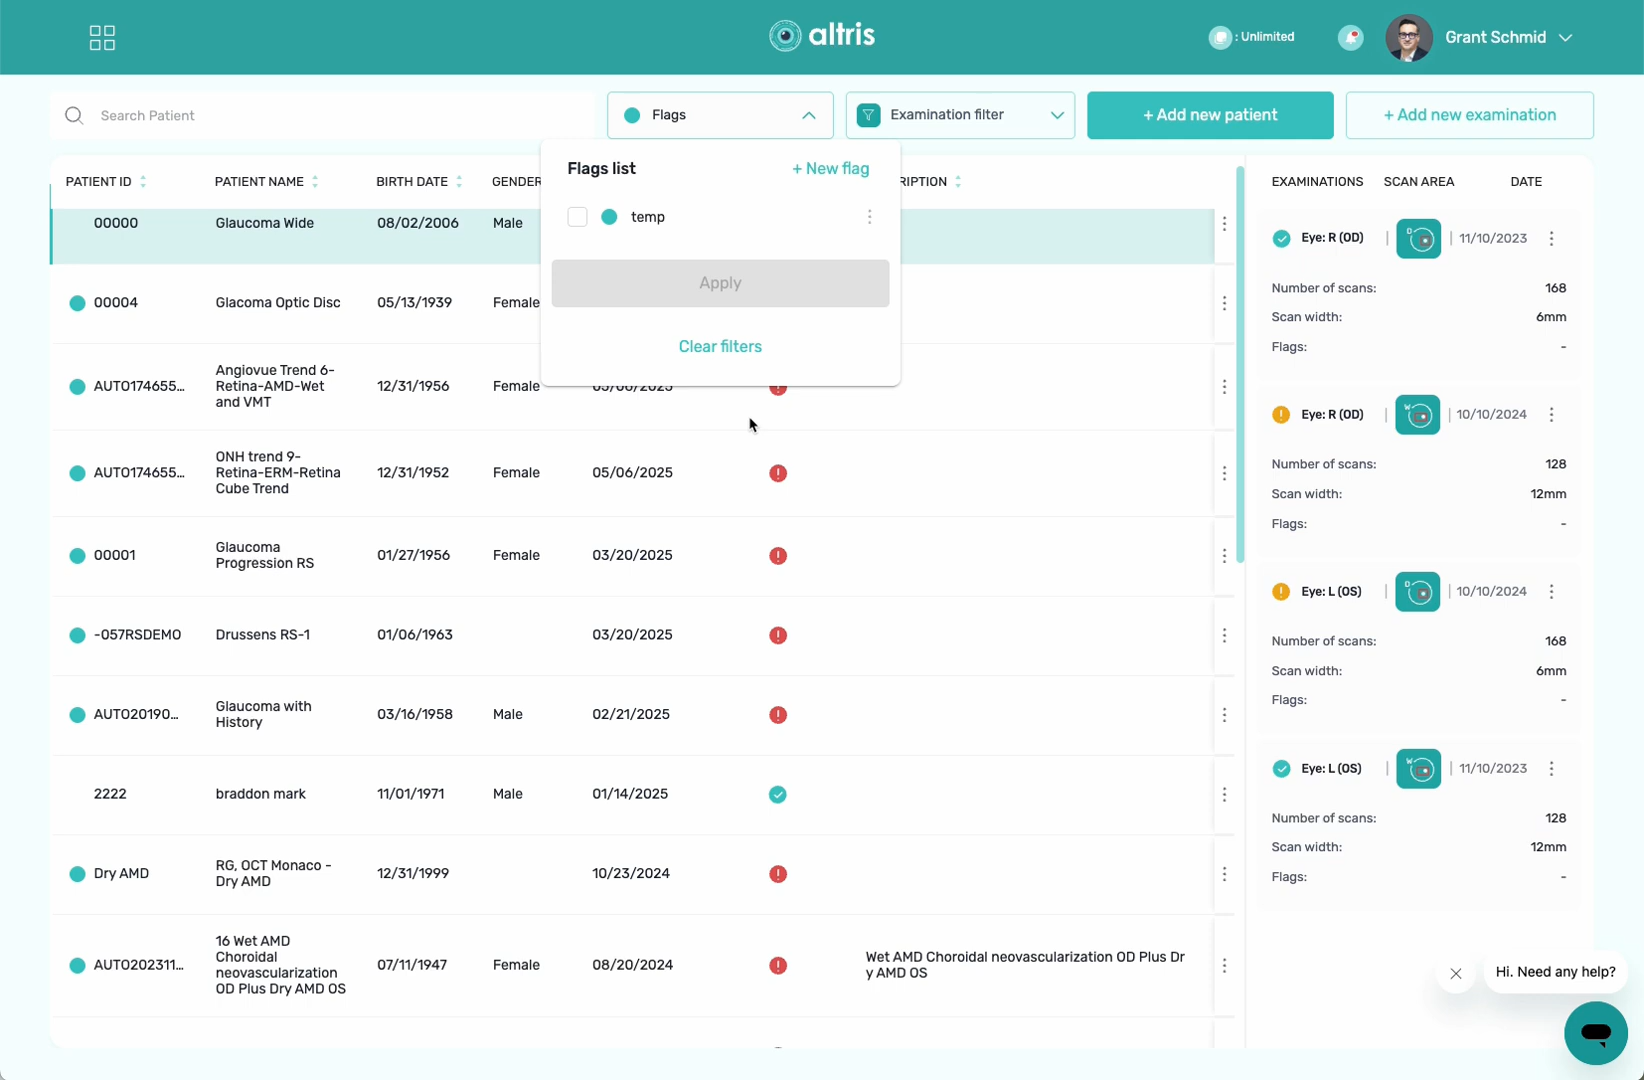 altris
: Unlimited
Grant Schmid
Search Patient
Flags
Examination filter
+ Add new patient
+ Add new examination
Flags list
+ New flag
temp
Apply
Clear filters
PATIENT ID
PATIENT NAME
BIRTH DATE
GENDER
RIPTION
00000
Glaucoma Wide
08/02/2006
Male
00004
Glacoma Optic Disc
05/13/1939
Female
AUTO174655...
Angiovue Trend 6-
Retina-AMD-Wet
and VMT
12/31/1956
Female
05/06/2025
AUTO174655...
ONH trend 9-
Retina-ERM-Retina
Cube Trend
12/31/1952
Female
05/06/2025
00001
Glaucoma
Progression RS
01/27/1956
Female
03/20/2025
-057RSDEMO
Drussens RS-1
01/06/1963
03/20/2025
AUTO20190...
Glaucoma with
History
03/16/1958
Male
02/21/2025
2222
braddon mark
11/01/1971
Male
01/14/2025
Dry AMD
RG, OCT Monaco -
Dry AMD
12/31/1999
10/23/2024
AUTO202311...
16 Wet AMD
Choroidal
neovascularization
OD Plus Dry AMD OS
07/11/1947
Female
08/20/2024
Wet AMD Choroidal neovascularization OD Plus Dr
y AMD OS
EXAMINATIONS
SCAN AREA
DATE
Eye: R (OD)
D
11/10/2023
Number of scans:
168
Scan width:
6mm
Flags:
-
Eye: R (OD)
W
10/10/2024
Number of scans:
128
Scan width:
12mm
Flags:
-
Eye: L (OS)
D
10/10/2024
Number of scans:
168
Scan width:
6mm
Flags:
-
Eye: L (OS)
W
11/10/2023
Number of scans:
128
Scan width:
12mm
Flags:
-
Hi. Need any help?